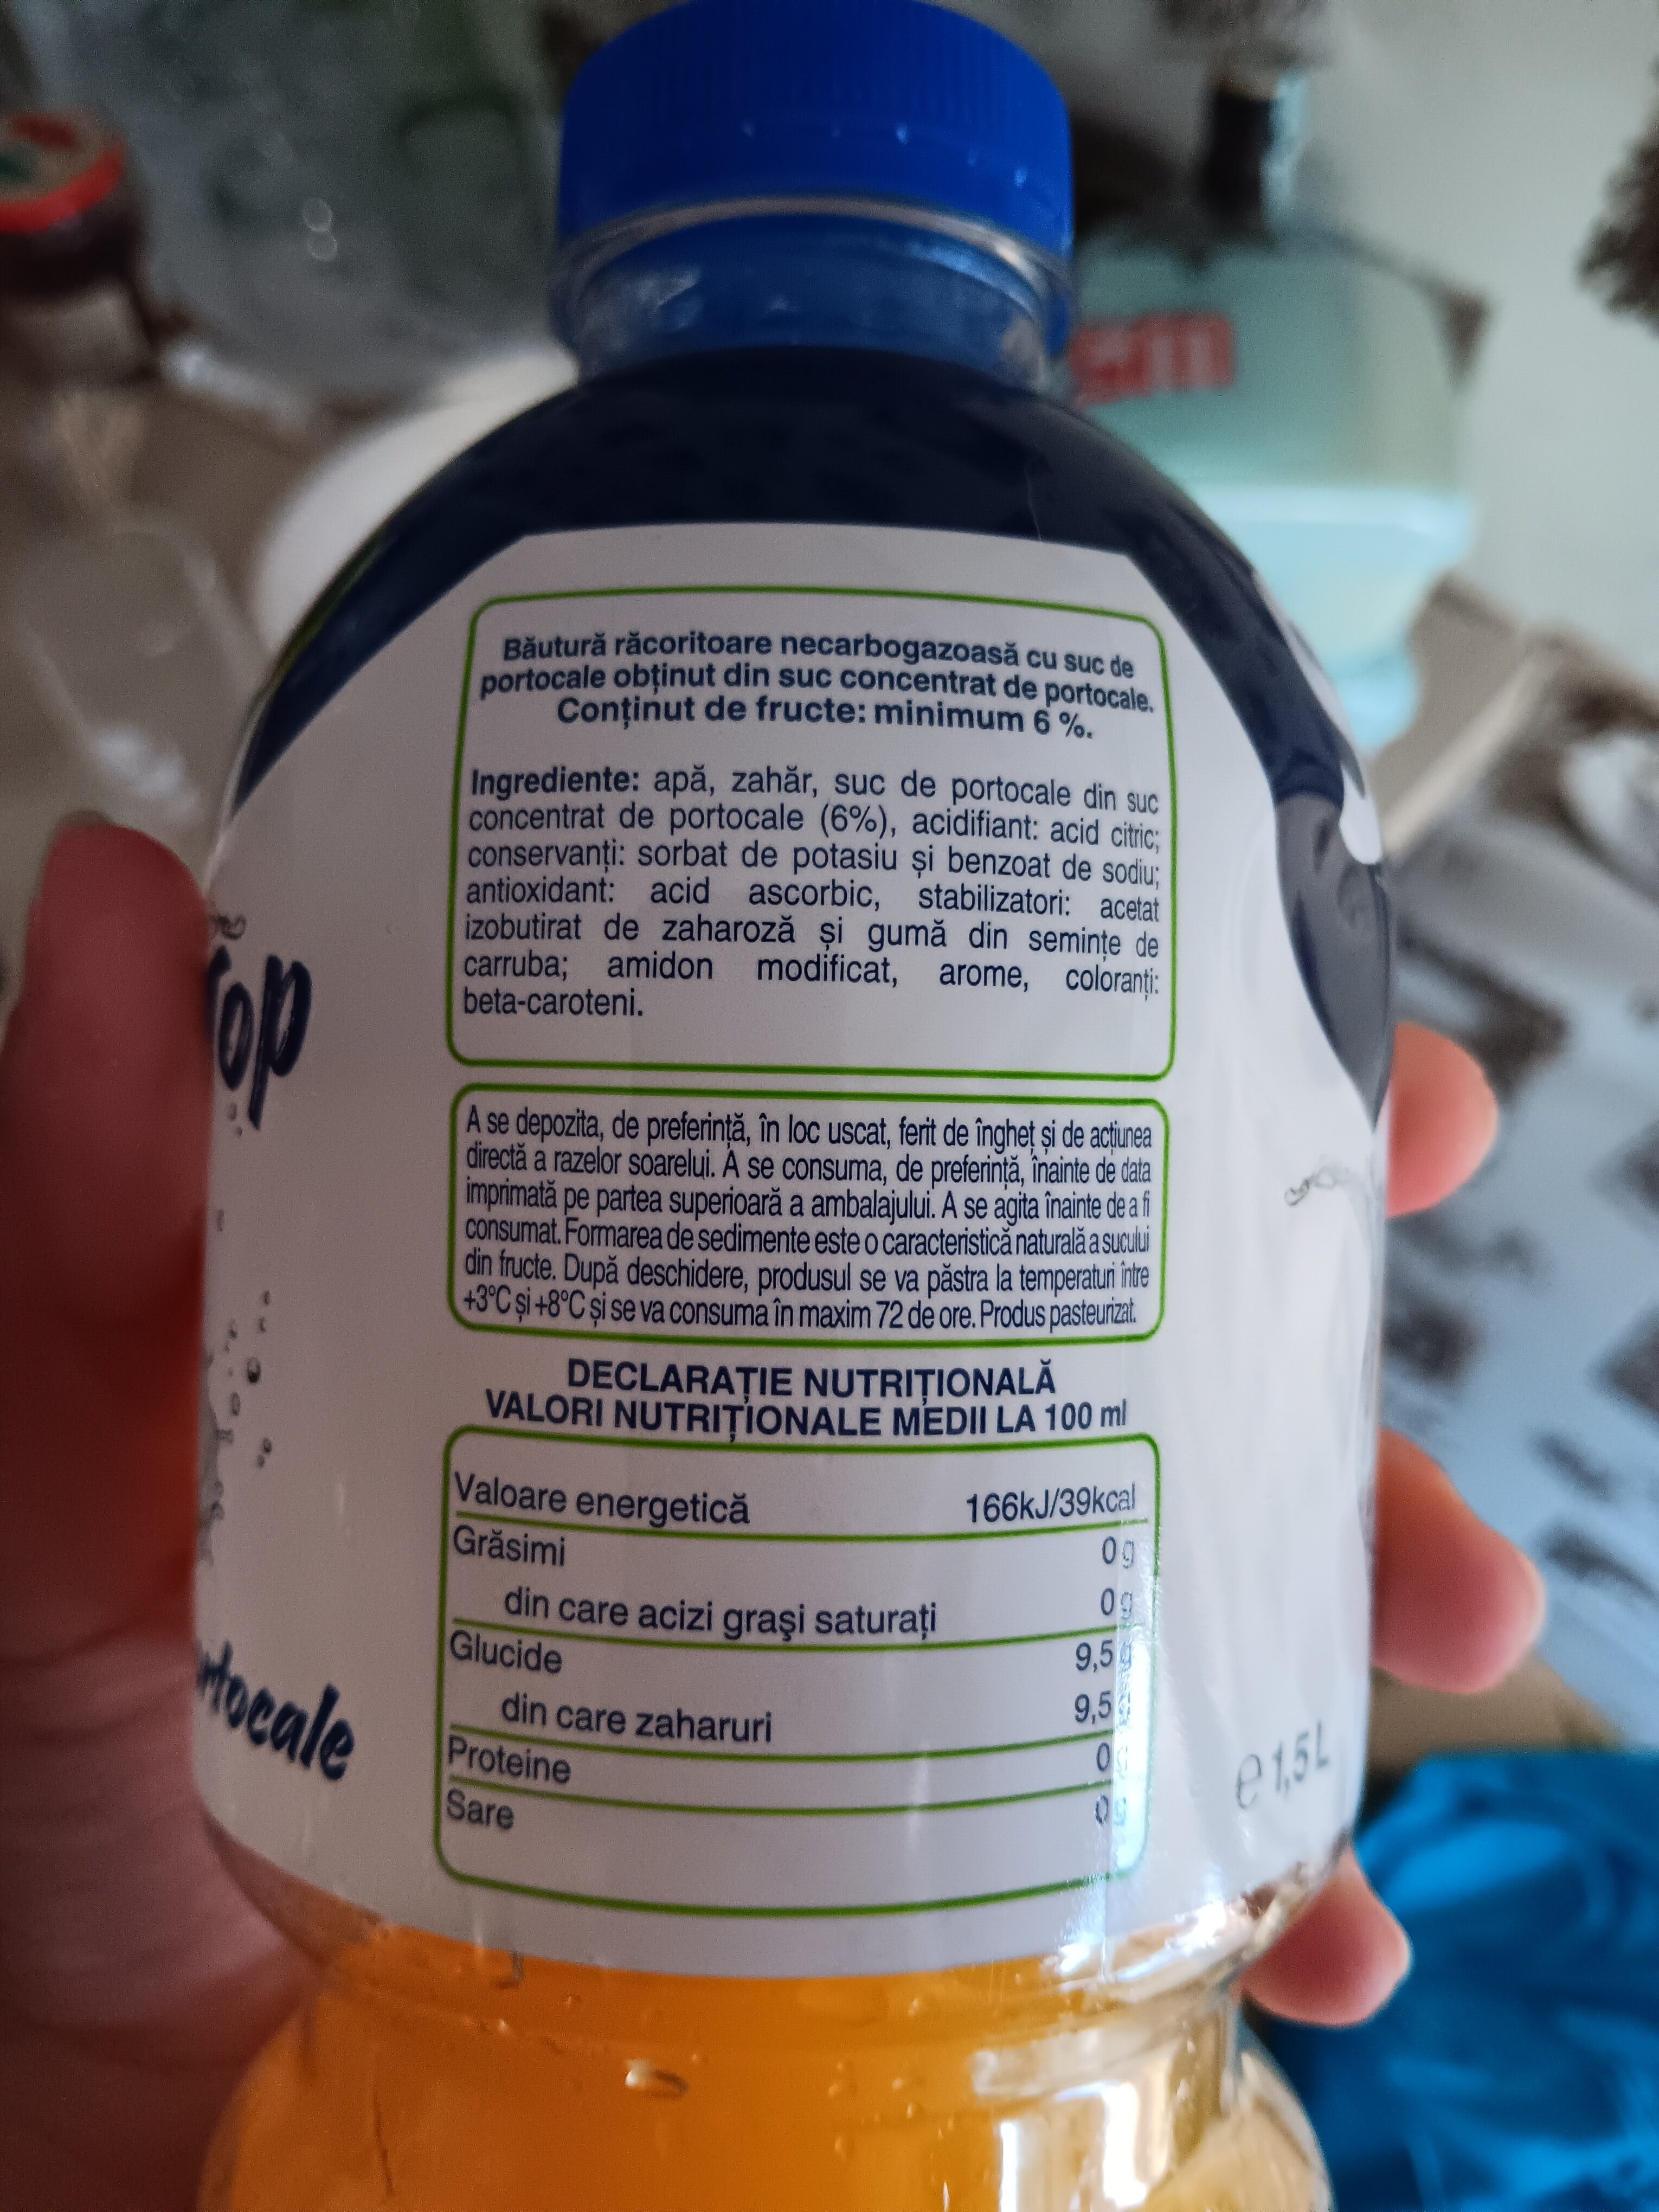 Băutură răcoritoare necarbogazoasă cu suc de
portocale obținut din suc concentrat de portocale.
Conținut de fructe: minimum 6 %.
Ingrediente: apă, zahăr, suc de portocale din suc
concentrat de portocale (6%), acidifiant: acid citric;
conservanți: sorbat de potasiu și benzoat de sodiu;
antioxidant: acid ascorbic, stabilizatori: acetat
izobutirat de zaharoză și gumă din semințe de
carruba; amidon modificat, arome, coloranți:
beta-caroteni.
A se depozita, de preferință, în loc uscat, ferit de îngheț și de acțiunea
directă a razelor soarelui. A se consuma, de preferință, înainte de data
imprimată pe partea superioară a ambalajului. A se agita înainte de a fi
consumat. Formarea de sedimente este o caracteristică naturală a sucului
din fructe. După deschidere, produsul se va păstra la temperaturi între
+3°C și +8°C și se va consuma în maxim 72 de ore. Produs pasteurizat.
DECLARAȚIE NUTRIȚIONALĂ
VALORI NUTRIȚIONALE MEDII LA 100 ml
Valoare energetică 166kJ/39kcal
Grăsimi 0 g
din care acizi grași saturați 0 g
Glucide 9,5 g
din care zaharuri 9,5
Proteine 0 g
Sare 0 g
e 1,5 L